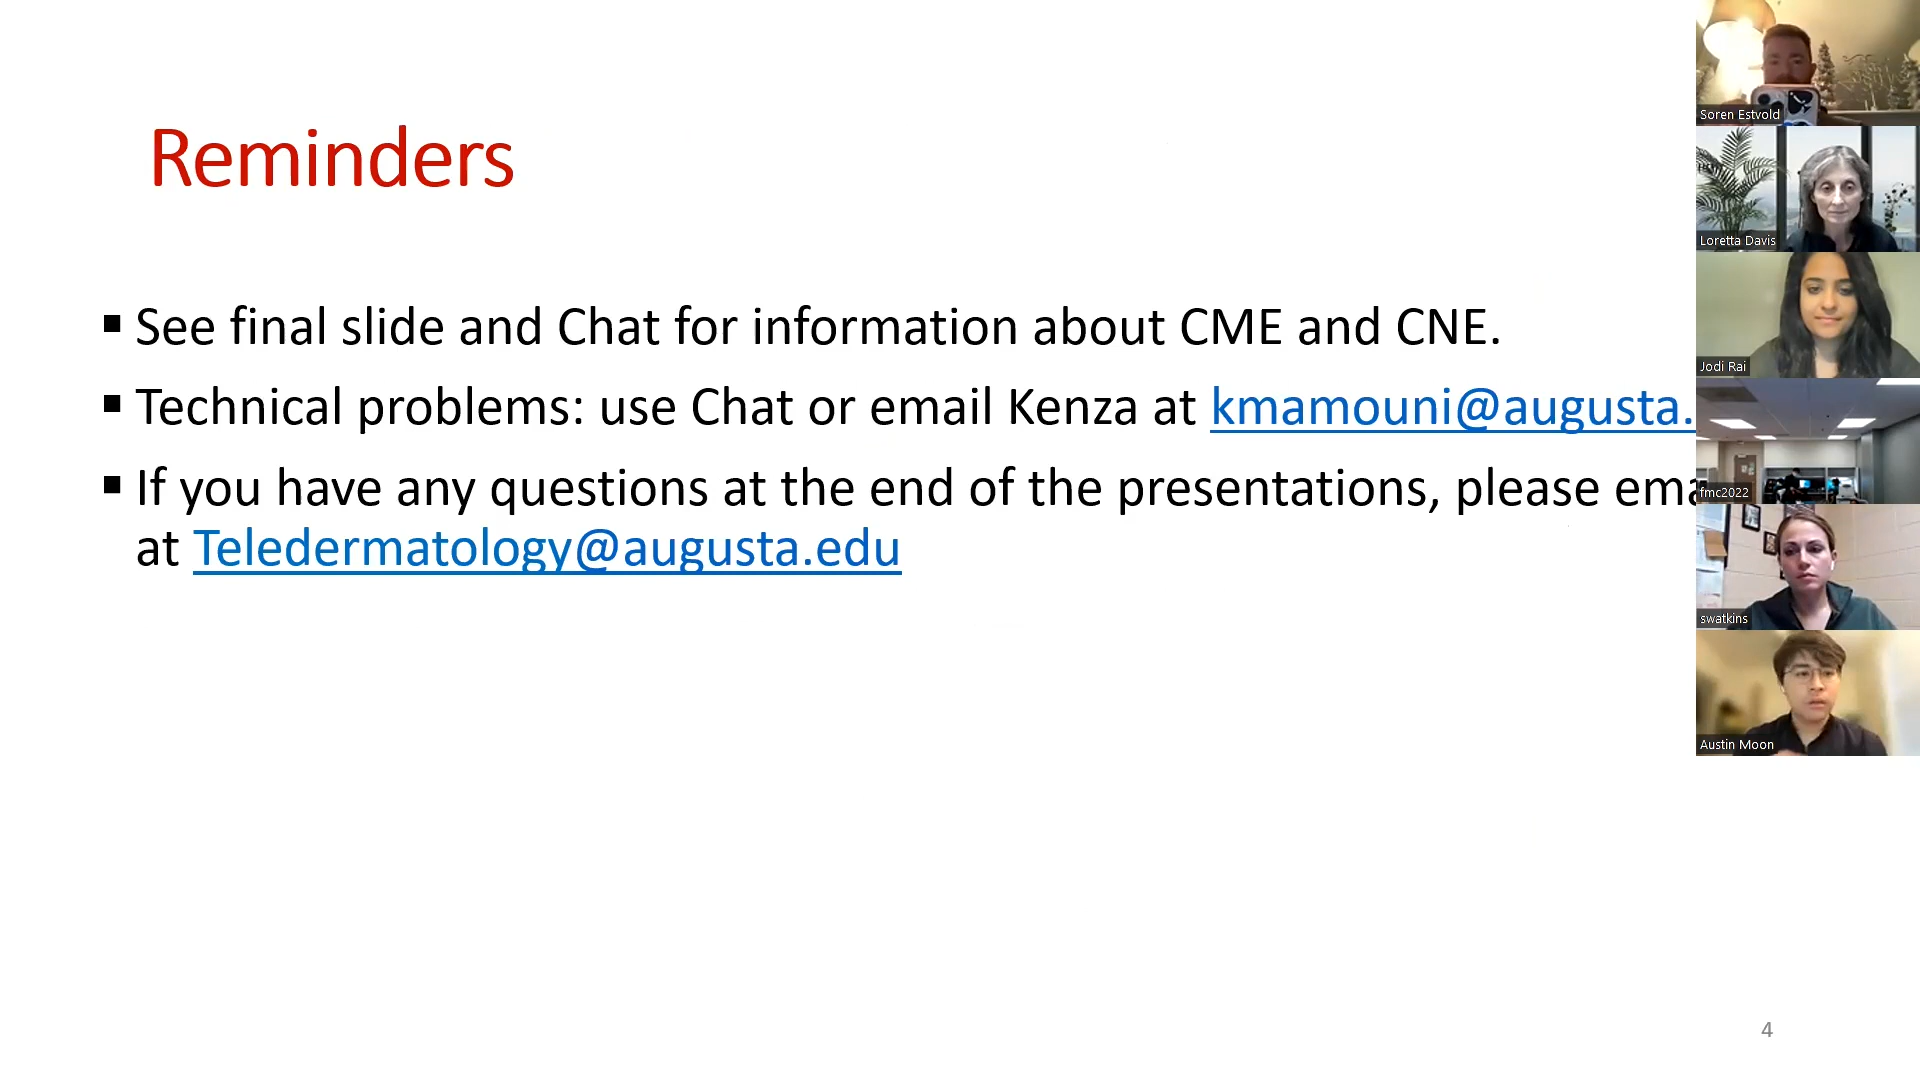 Reminders
▪ See final slide and Chat for information about CME and CNE.
▪ Technical problems: use Chat or email Kenza at kmamouni@augusta.
▪ If you have any questions at the end of the presentations, please ema
at Teledermatology@augusta.edu
4
Soren Estvold
Loretta Davis
Jodi Rai
fmc2022
swatkins
Austin Moon